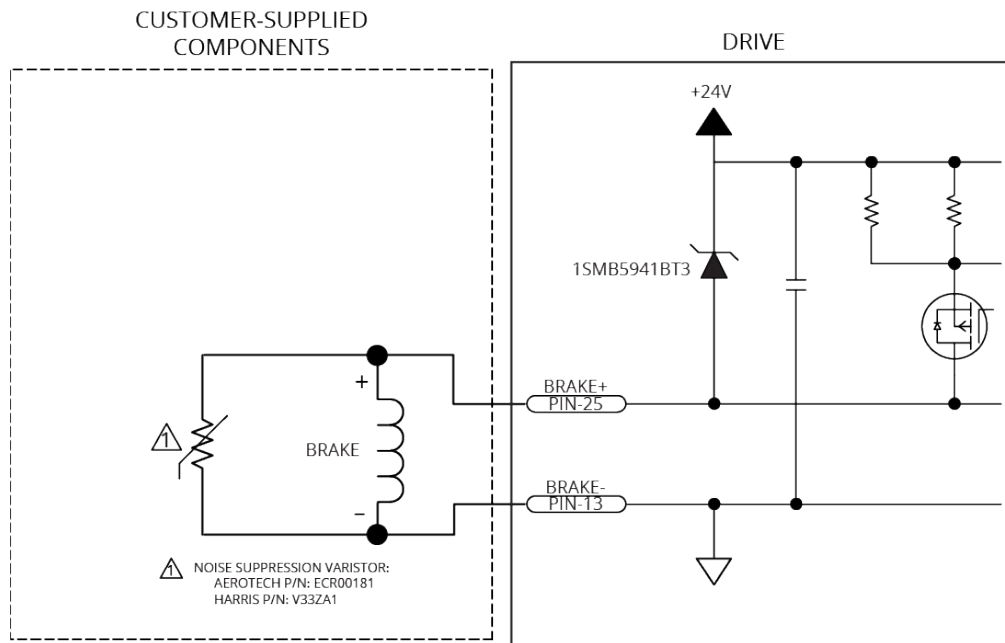 CUSTOMER-SUPPLIED
COMPONENTS
DRIVE
+24V
1SMB5941BT3
BRAKE+
PIN-25
+
1
BRAKE
BRAKE-
PIN-13
−
1 NOISE SUPPRESSION VARISTOR:
AEROTECH P/N: ECR00181
HARRIS P/N: V33ZA1